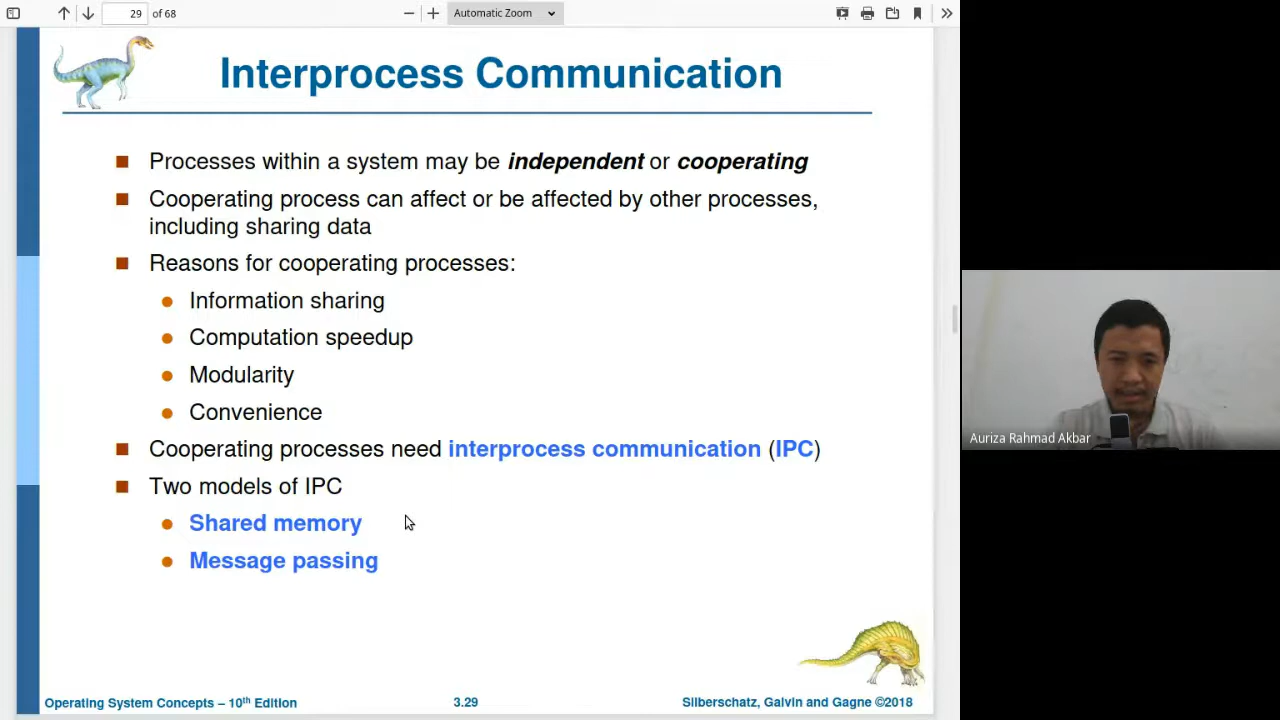 29 of 68
Automatic Zoom
Interprocess Communication
Processes within a system may be independent or cooperating
Cooperating process can affect or be affected by other processes,
including sharing data
Reasons for cooperating processes:
Information sharing
Computation speedup
Modularity
Convenience
Cooperating processes need interprocess communication (IPC)
Two models of IPC
Shared memory
Message passing
Operating System Concepts – 10th Edition
3.29
Silberschatz, Galvin and Gagne ©2018
Auriza Rahmad Akbar